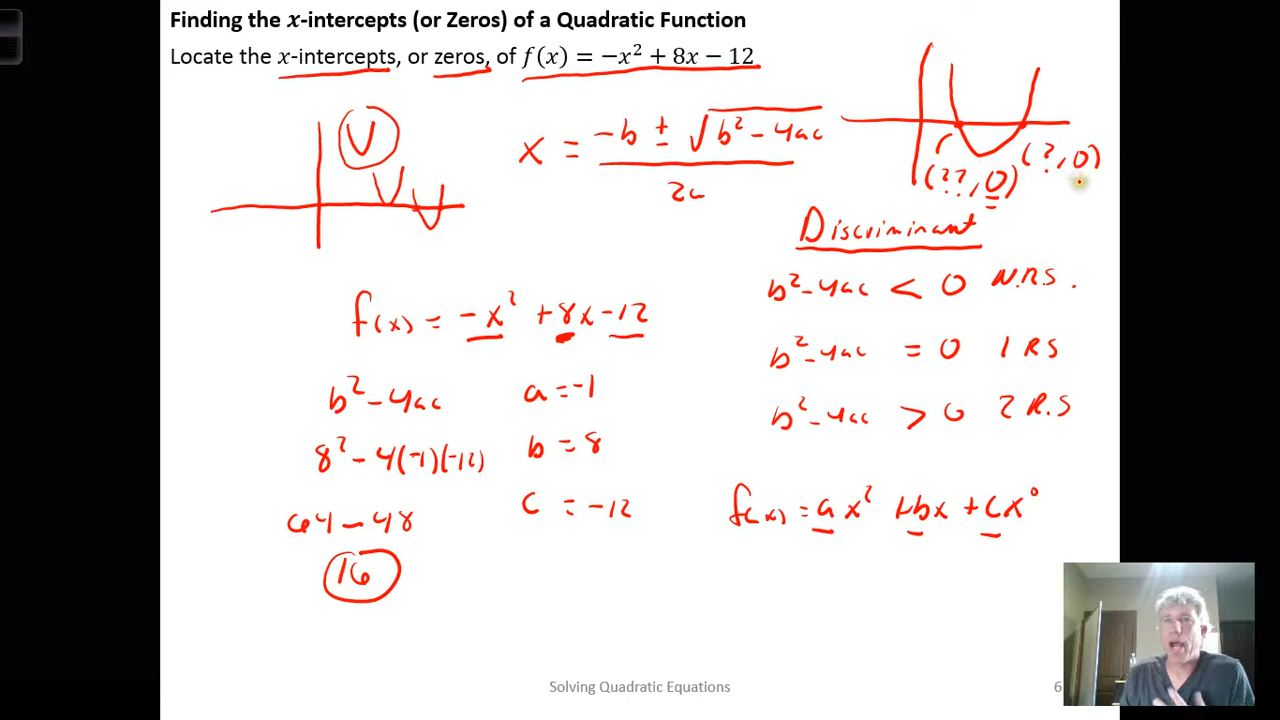 Finding the x-intercepts (or Zeros) of a Quadratic Function
Locate the x-intercepts, or zeros, of f(x) = −x² + 8x − 12
x = (-b ± √(b² - 4ac)) / 2a
(??, 0) (?, 0)
Discriminant
b² - 4ac < 0 N.R.S.
b² - 4ac = 0 1 RS
b² - 4ac > 0 2 R.S
f(x) = -x² + 8x - 12
b² - 4ac a = -1
8² - 4(-1)(-12) b = 8
64 - 48 c = -12
16
f(x) = ax² + bx + cx⁰
Solving Quadratic Equations
6